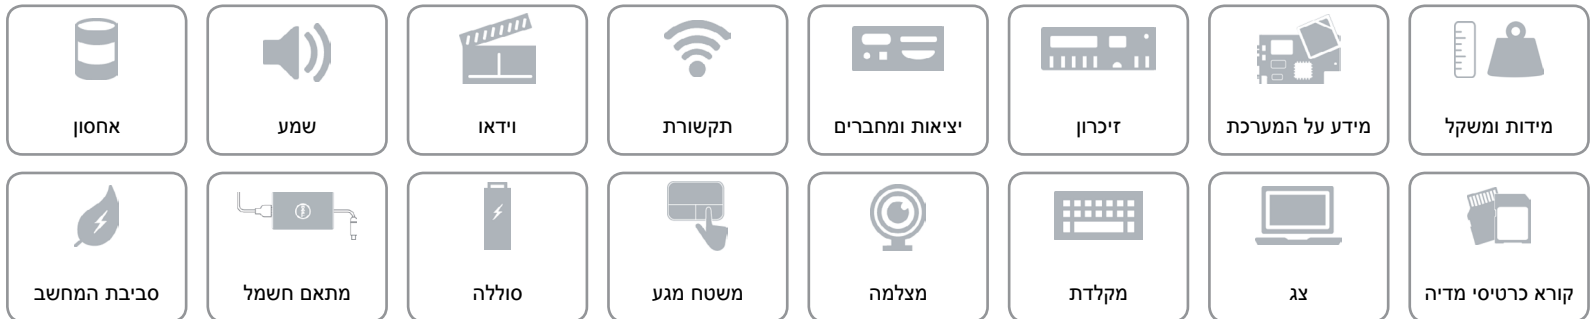 מידות ומשקל
מידע על המערכת
זיכרון
יציאות ומחברים
תקשורת
וידאו
שמע
אחסון
קורא כרטיסי מדיה
צג
מקלדת
מצלמה
משטח מגע
סוללה
מתאם חשמל
סביבת המחשב